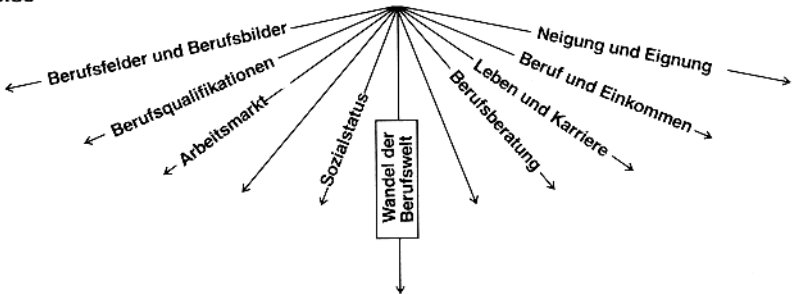 Berufsfelder und Berufsbilder
Berufsqualifikationen
Arbeitsmarkt
Sozialstatus
Wandel der
Berufswelt
Berufsberatung
Leben und Karriere
Beruf und Einkommen
Neigung und Eignung